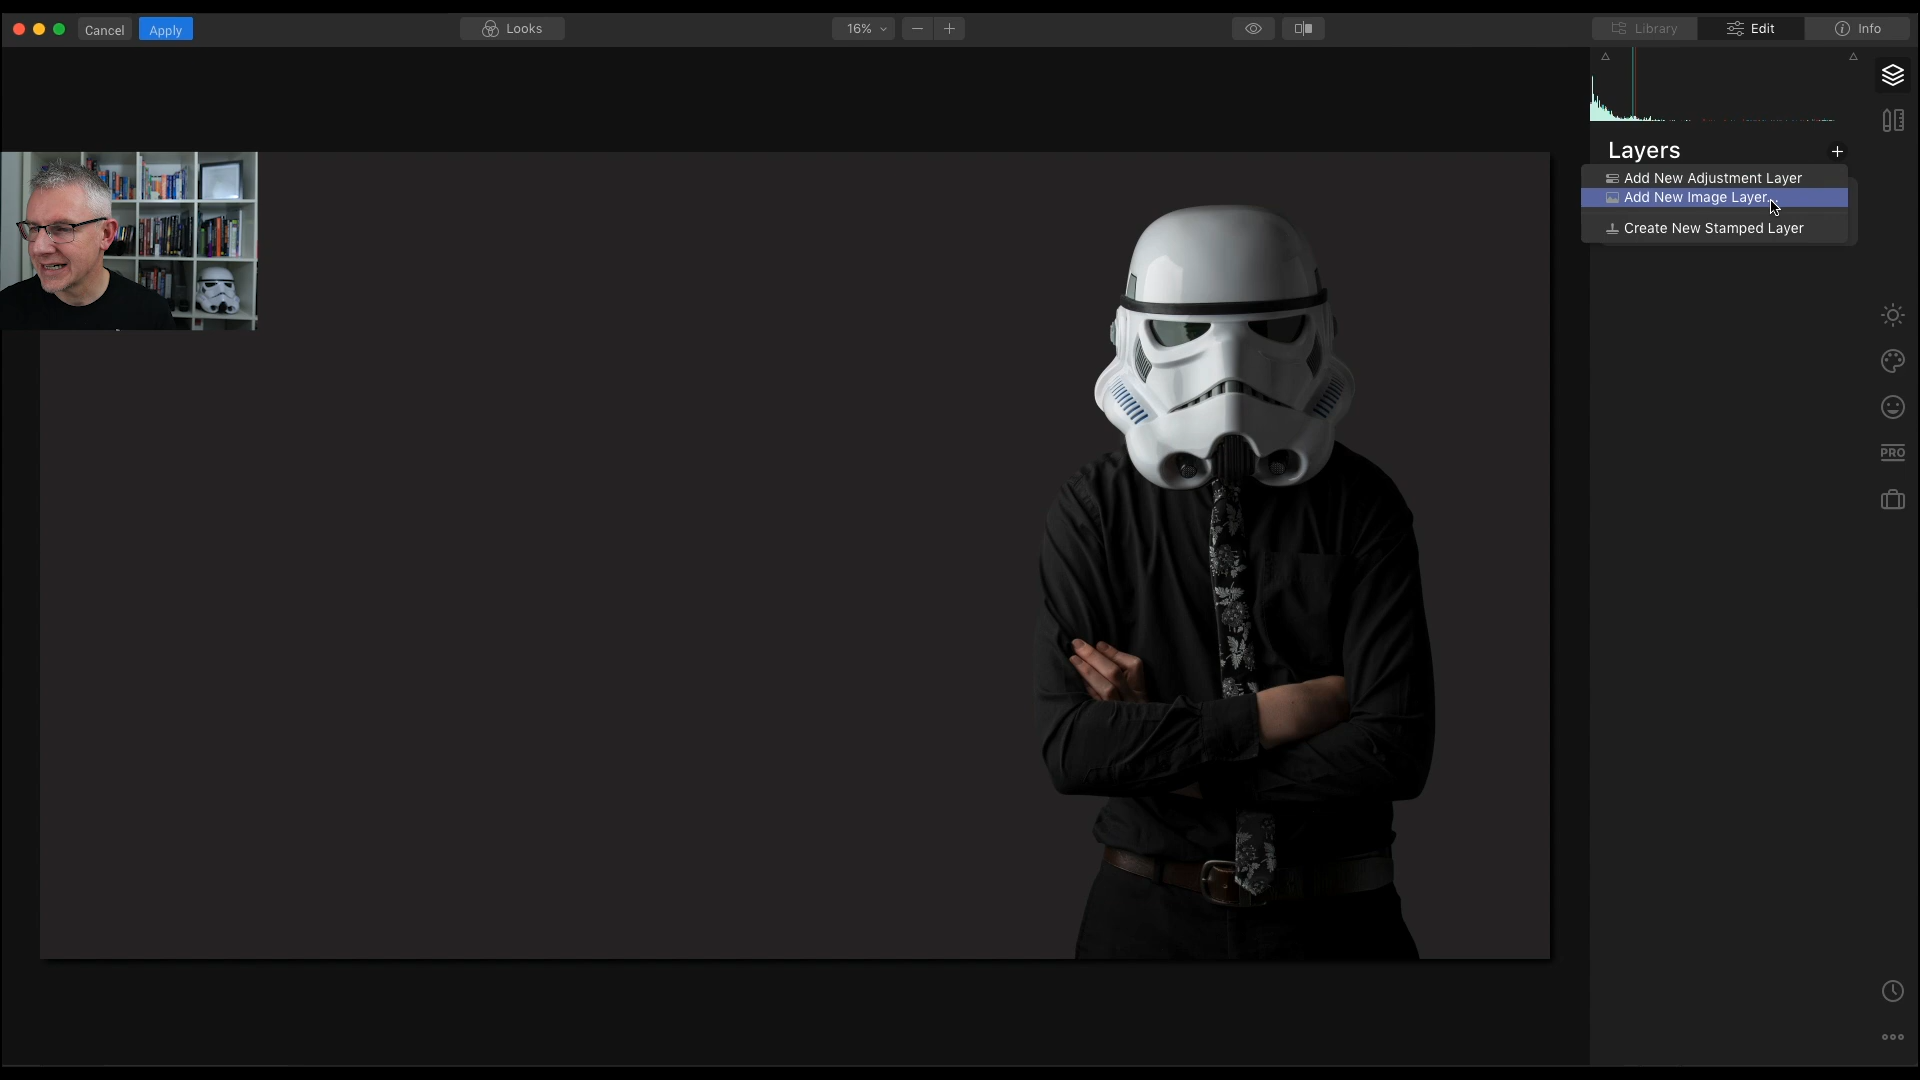 Cancel
Apply
Looks
16%
Library
Edit
Info
Layers
Add New Adjustment Layer
Add New Image Layer...
Create New Stamped Layer
PRO